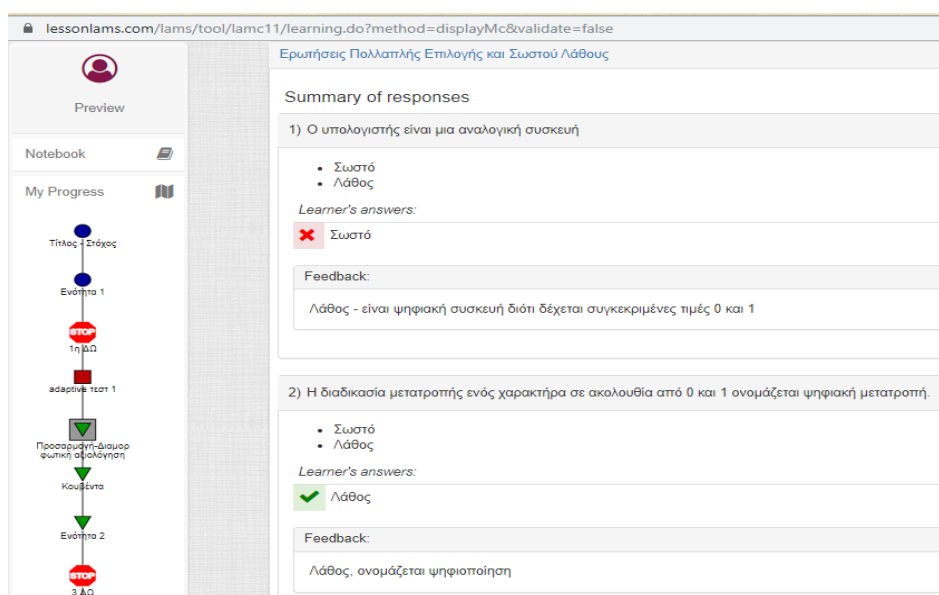 lessonlams.com/lams/tool/lamc11/learning.do?method=displayMc&validate=false
Preview
Notebook
My Progress
Τίτλος - Στόχος
Ενότητα 1
STOP
1η ΔΩ
adaptive τεστ 1
Προσαρμογή-Διαμορ
φωτική αξιολόγηση
Κουβέντα
Ενότητα 2
STOP
3 ΔΩ
Ερωτήσεις Πολλαπλής Επιλογής και Σωστού Λάθους
Summary of responses
1) Ο υπολογιστής είναι μια αναλογική συσκευή
• Σωστό
• Λάθος
Learner's answers:
Σωστό
Feedback:
Λάθος - είναι ψηφιακή συσκευή διότι δέχεται συγκεκριμένες τιμές 0 και 1
2) Η διαδικασία μετατροπής ενός χαρακτήρα σε ακολουθία από 0 και 1 ονομάζεται ψηφιακή μετατροπή.
• Σωστό
• Λάθος
Learner's answers:
Λάθος
Feedback:
Λάθος, ονομάζεται ψηφιοποίηση